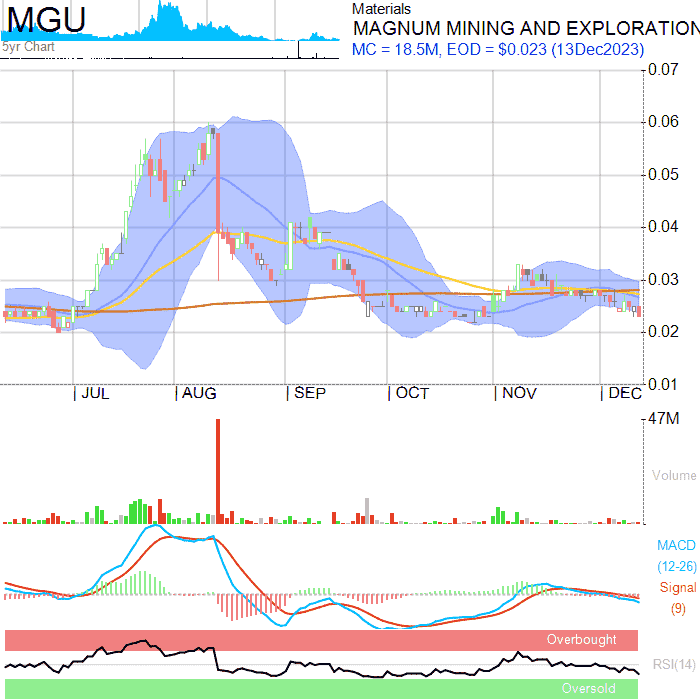 MGU
5yr Chart
Materials
MAGNUM MINING AND EXPLORATION
MC = 18.5M, EOD = $0.023 (13Dec2023)
0.07
0.06
0.05
0.04
0.03
0.02
0.01
| JUL | AUG | SEP | OCT | NOV | DEC
47M
Volume
MACD
(12-26)
Signal
(9)
Overbought
RSI(14)
Oversold